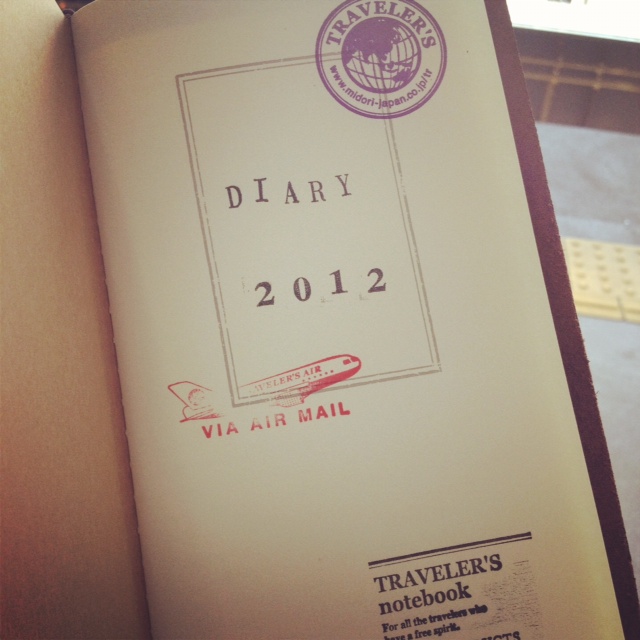 TRAVELER'S
www.midori-japan.co.jp/tr
DIARY
2012
AVELER'S AIR
VIA AIR MAIL
TRAVELER'S
notebook
For all the travelers who
have a free spirit.